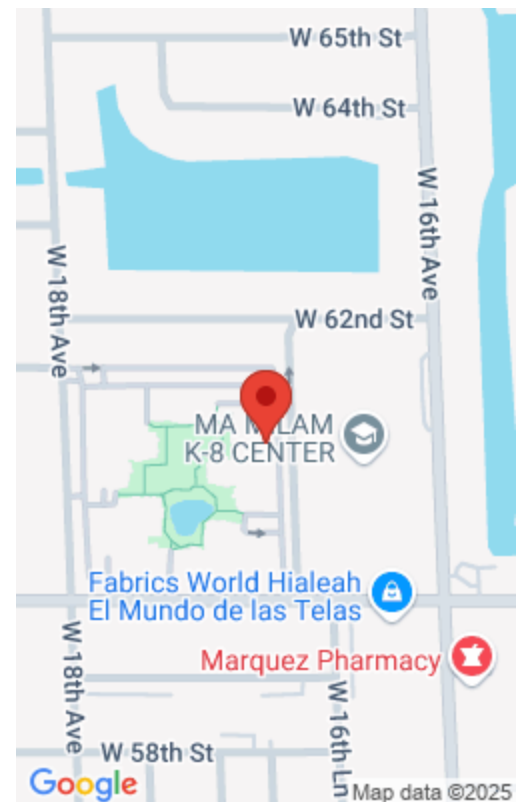 W 65th St
W 64th St
W 16th Ave
W 18th Ave
W 62nd St
MA MILAM
K-8 CENTER
Fabrics World Hialeah
El Mundo de las Telas
Marquez Pharmacy
W 18th Ave
W 16th Ln
W 58th St
Google
Map data ©2025